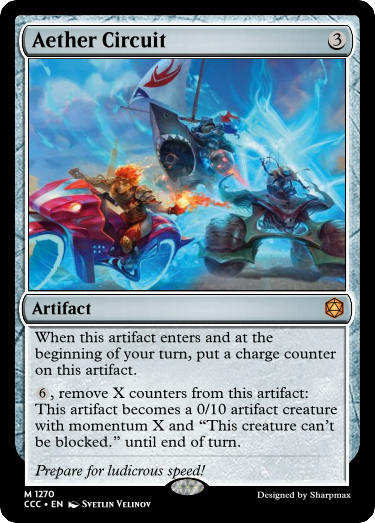 Aether Circuit
3
Artifact
When this artifact enters and at the
beginning of your turn, put a charge counter
on this artifact.
6, remove X counters from this artifact:
This artifact becomes a 0/10 artifact creature
with momentum X and “This creature can’t
be blocked.” until end of turn.
Prepare for ludicrous speed!
M 1270
CCC • EN Svetlin Velinov
Designed by Sharpmax